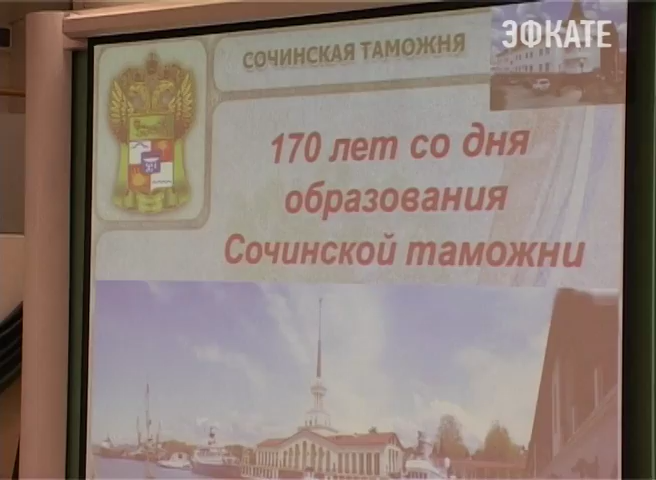 ЭФКАТЕ
СОЧИНСКАЯ ТАМОЖНЯ
170 лет со дня
образования
Сочинской таможни